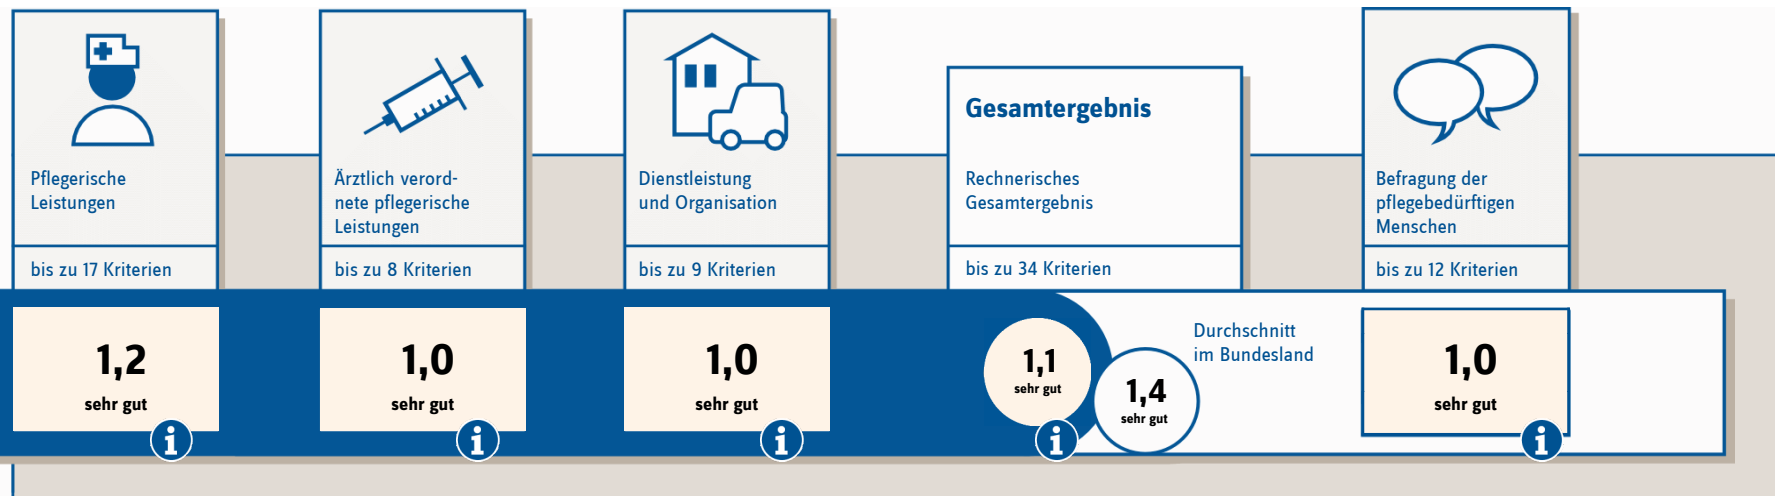 Pflegerische
Leistungen
bis zu 17 Kriterien
1,2
sehr gut
i
Ärztlich verord-
nete pflegerische
Leistungen
bis zu 8 Kriterien
1,0
sehr gut
i
Dienstleistung
und Organisation
bis zu 9 Kriterien
1,0
sehr gut
i
Gesamtergebnis
Rechnerisches
Gesamtergebnis
bis zu 34 Kriterien
1,1
sehr gut
i
1,4
sehr gut
Durchschnitt
im Bundesland
Befragung der
pflegebedürftigen
Menschen
bis zu 12 Kriterien
1,0
sehr gut
i